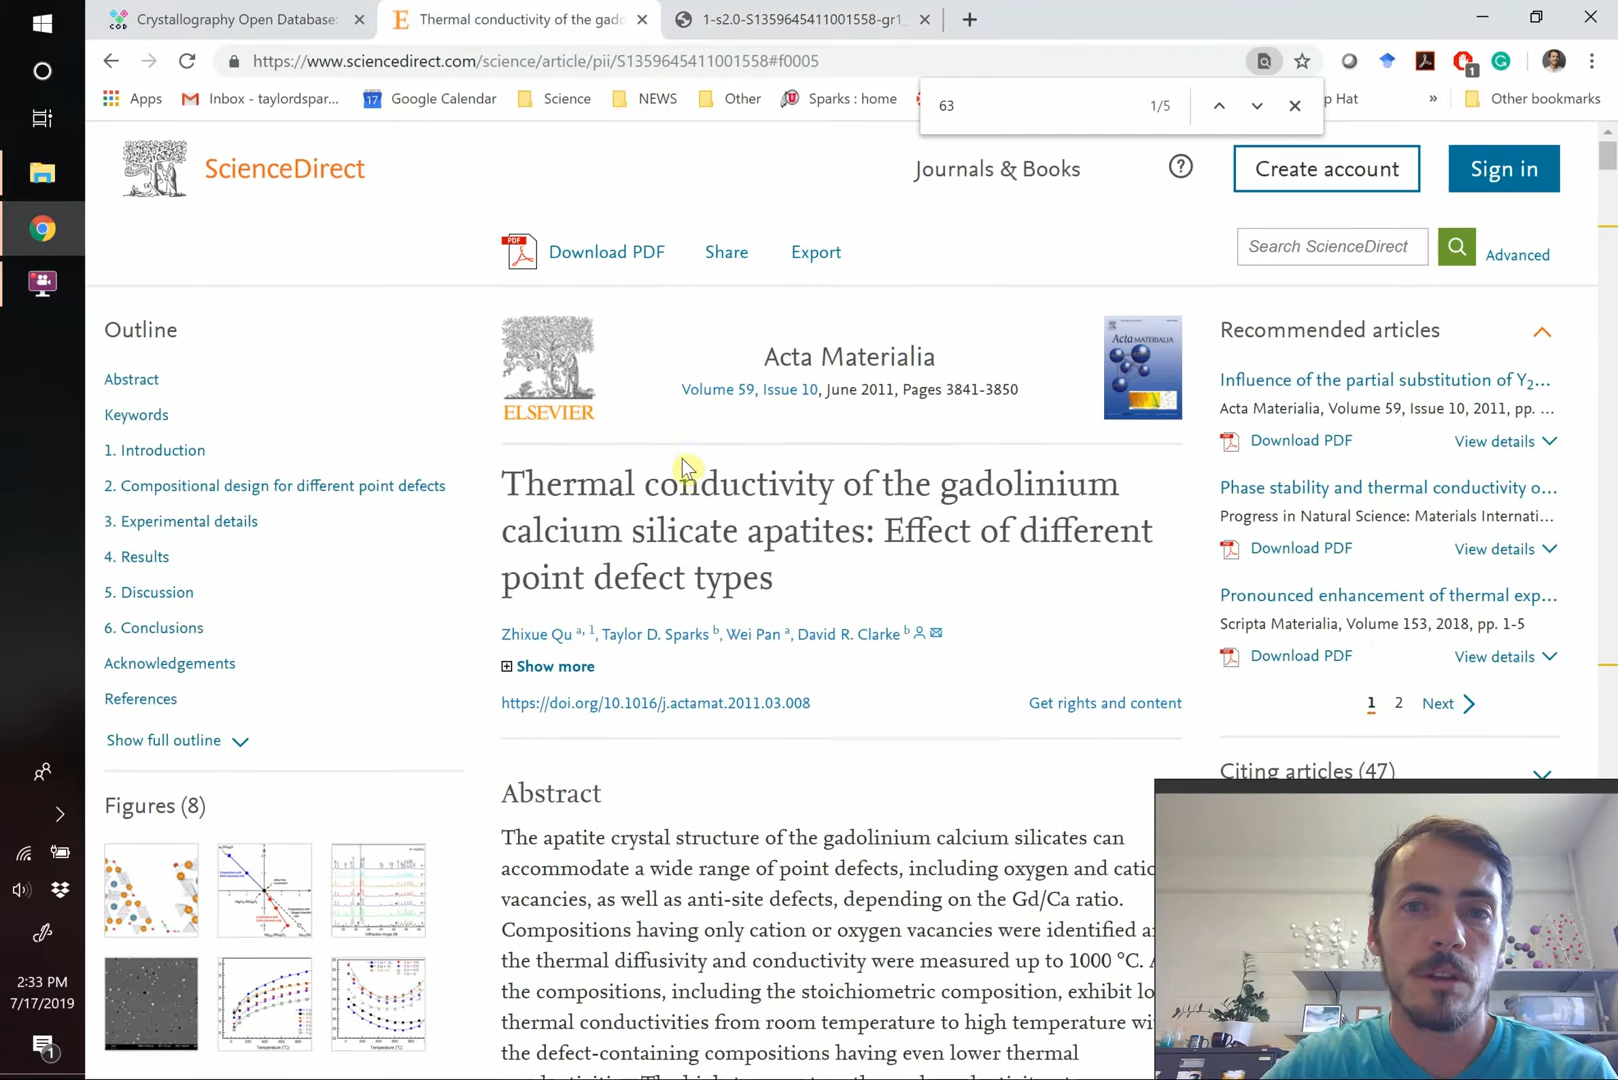 Crystallography Open Database:
Thermal conductivity of the gado
1-s2.0-S1359645411001558-gr1_
https://www.sciencedirect.com/science/article/pii/S1359645411001558#f0005
1
Apps
Inbox - taylordspar...
17
Google Calendar
Science
NEWS
Other
Sparks : home
p Hat
»
Other bookmarks
63
1/5
ScienceDirect
Journals & Books
Create account
Sign in
PDF
Download PDF
Share
Export
Search ScienceDirect
Advanced
Outline
Abstract
Keywords
1. Introduction
2. Compositional design for different point defects
3. Experimental details
4. Results
5. Discussion
6. Conclusions
Acknowledgements
References
Show full outline
Figures (8)
ELSEVIER
Acta Materialia
Volume 59, Issue 10, June 2011, Pages 3841-3850
Acta MATERIALIA
Thermal conductivity of the gadolinium
calcium silicate apatites: Effect of different
point defect types
Zhixue Qu a, 1, Taylor D. Sparks b, Wei Pan a, David R. Clarke b
Show more
https://doi.org/10.1016/j.actamat.2011.03.008
Get rights and content
Abstract
The apatite crystal structure of the gadolinium calcium silicates can
accommodate a wide range of point defects, including oxygen and catio
vacancies, as well as anti-site defects, depending on the Gd/Ca ratio.
Compositions having only cation or oxygen vacancies were identified a
the thermal diffusivity and conductivity were measured up to 1000 °C. A
the compositions, including the stoichiometric composition, exhibit lo
thermal conductivities from room temperature to high temperature wi
the defect-containing compositions having even lower thermal
Recommended articles
Influence of the partial substitution of Y2...
Acta Materialia, Volume 59, Issue 10, 2011, pp. ...
Download PDF
View details
Phase stability and thermal conductivity o...
Progress in Natural Science: Materials Internati...
Download PDF
View details
Pronounced enhancement of thermal exp...
Scripta Materialia, Volume 153, 2018, pp. 1-5
Download PDF
View details
1 2 Next
Citing articles (47)
Temperature (°C)
Temperature (°C)
2:33 PM
7/17/2019
1